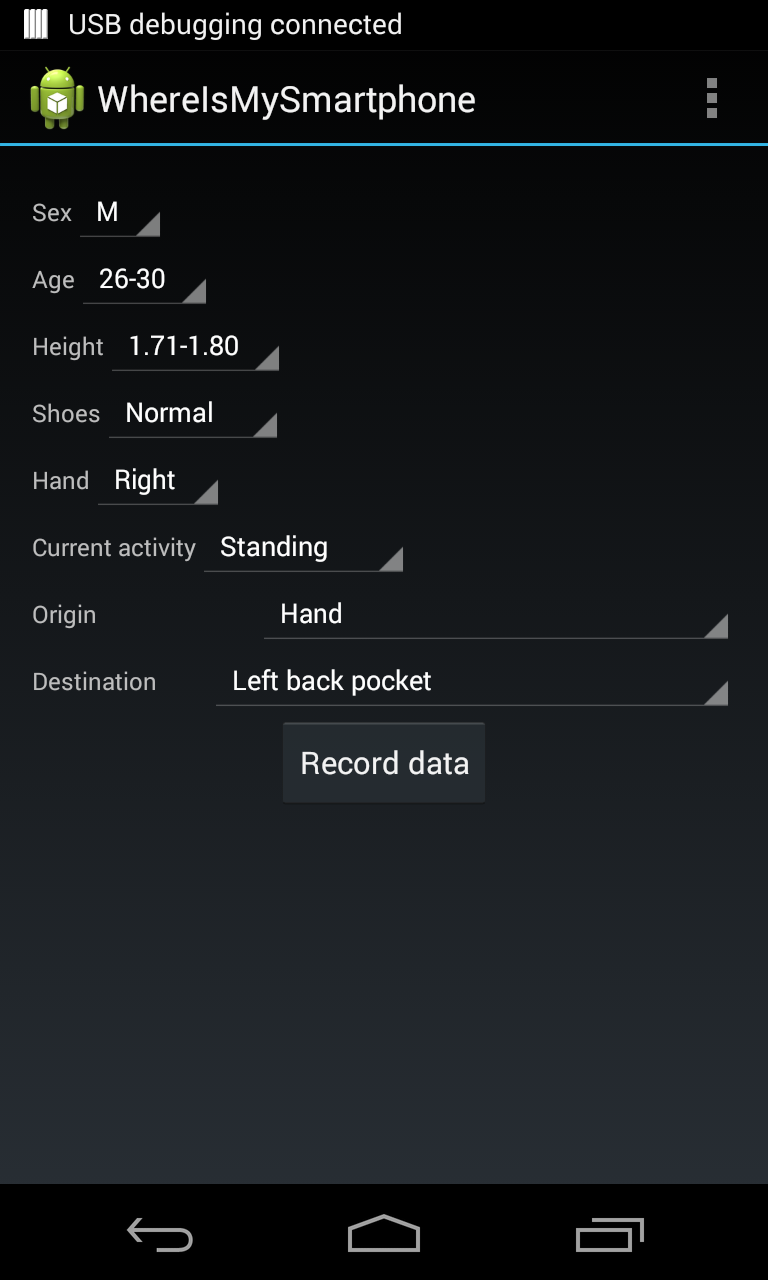 USB debugging connected
WhereIsMySmartphone
Sex M
Age 26-30
Height 1.71-1.80
Shoes Normal
Hand Right
Current activity Standing
Origin Hand
Destination Left back pocket
Record data